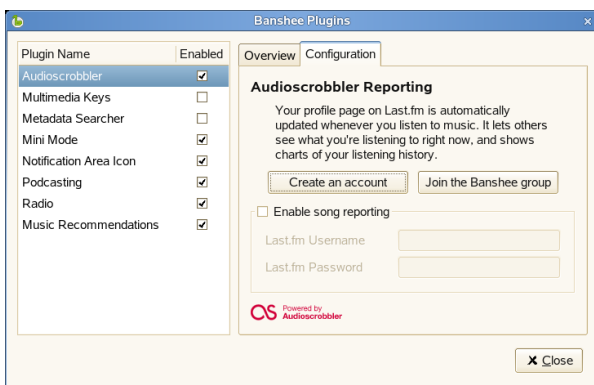 Banshee Plugins
Plugin Name Enabled
Audioscrobbler
Multimedia Keys
Metadata Searcher
Mini Mode
Notification Area Icon
Podcasting
Radio
Music Recommendations
Overview Configuration
Audioscrobbler Reporting
Your profile page on Last.fm is automatically
updated whenever you listen to music. It lets others
see what you're listening to right now, and shows
charts of your listening history.
Create an account Join the Banshee group
Enable song reporting
Last.fm Username
Last.fm Password
Powered by
Audioscrobbler
Close